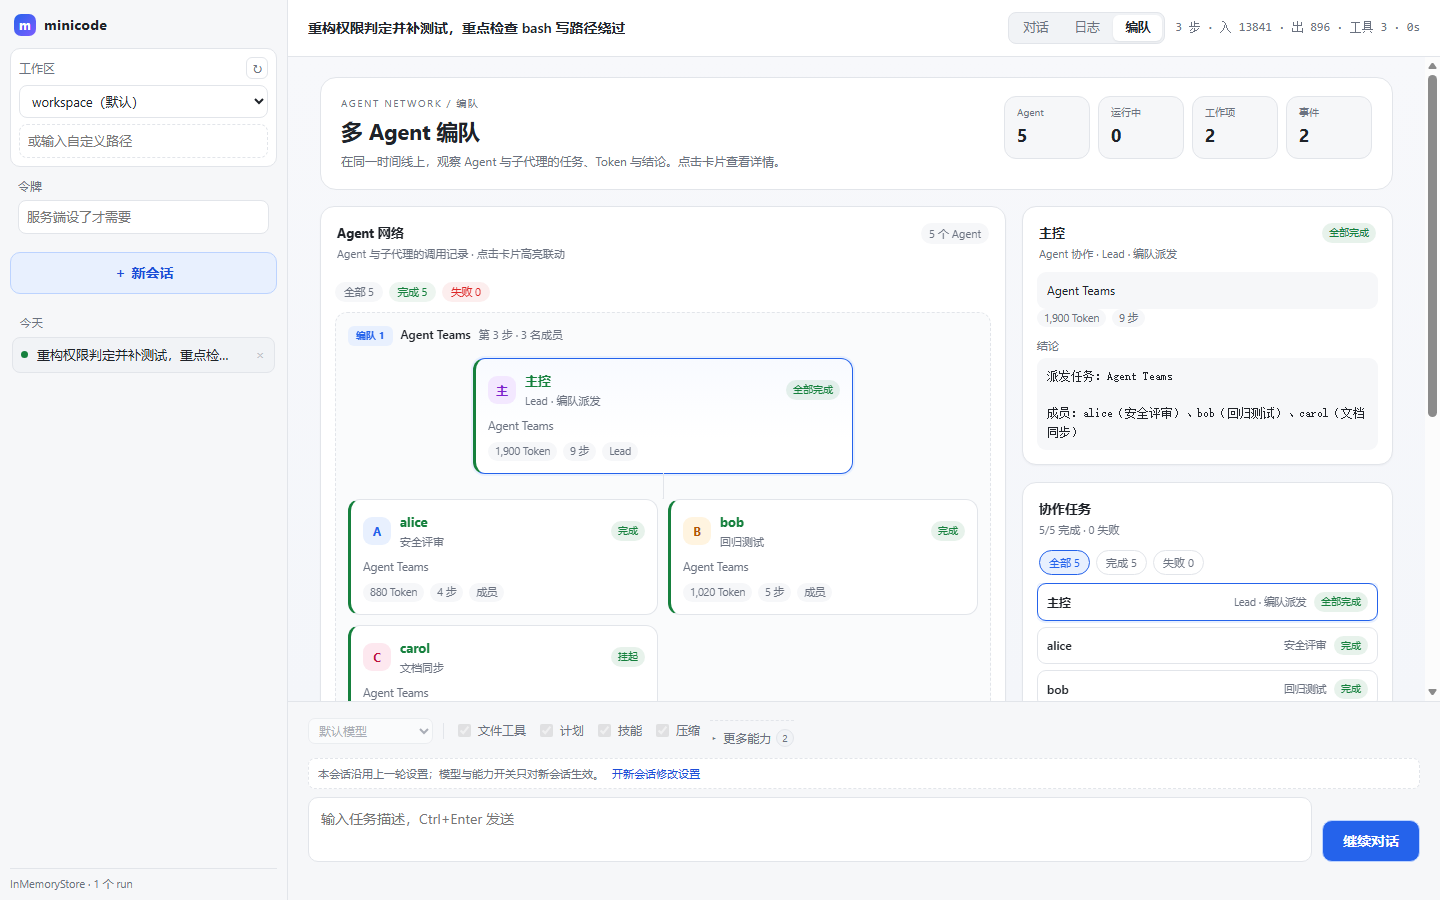 m minicode
工作区 ↻
workspace（默认）
或输入自定义路径
令牌
服务端设了才需要
+ 新会话
今天
重构权限判定并补测试，重点检... ×
InMemoryStore · 1 个 run
重构权限判定并补测试，重点检查 bash 写路径绕过
对话 日志 编队 3 步 · 入 13841 · 出 896 · 工具 3 · 0s
AGENT NETWORK / 编队
多 Agent 编队
在同一时间线上，观察 Agent 与子代理的任务、Token 与结论。点击卡片查看详情。
Agent
5
运行中
0
工作项
2
事件
2
Agent 网络
Agent 与子代理的调用记录 · 点击卡片高亮联动
5 个 Agent
全部 5 完成 5 失败 0
编队 1 Agent Teams 第 3 步 · 3 名成员
主 主控
Lead · 编队派发
全部完成
Agent Teams
1,900 Token 9 步 Lead
A alice
安全评审
完成
Agent Teams
880 Token 4 步 成员
B bob
回归测试
完成
Agent Teams
1,020 Token 5 步 成员
C carol
文档同步
挂起
Agent Teams
主控
全部完成
Agent 协作 · Lead · 编队派发
Agent Teams
1,900 Token 9 步
结论
派发任务：Agent Teams
成员：alice（安全评审）、bob（回归测试）、carol（文档
同步）
协作任务
5/5 完成 · 0 失败
全部 5 完成 5 失败 0
主控 Lead · 编队派发 全部完成
alice 安全评审 完成
bob 回归测试 完成
默认模型 文件工具 计划 技能 压缩 更多能力 2
本会话沿用上一轮设置；模型与能力开关只对新会话生效。 开新会话修改设置
输入任务描述，Ctrl+Enter 发送
继续对话